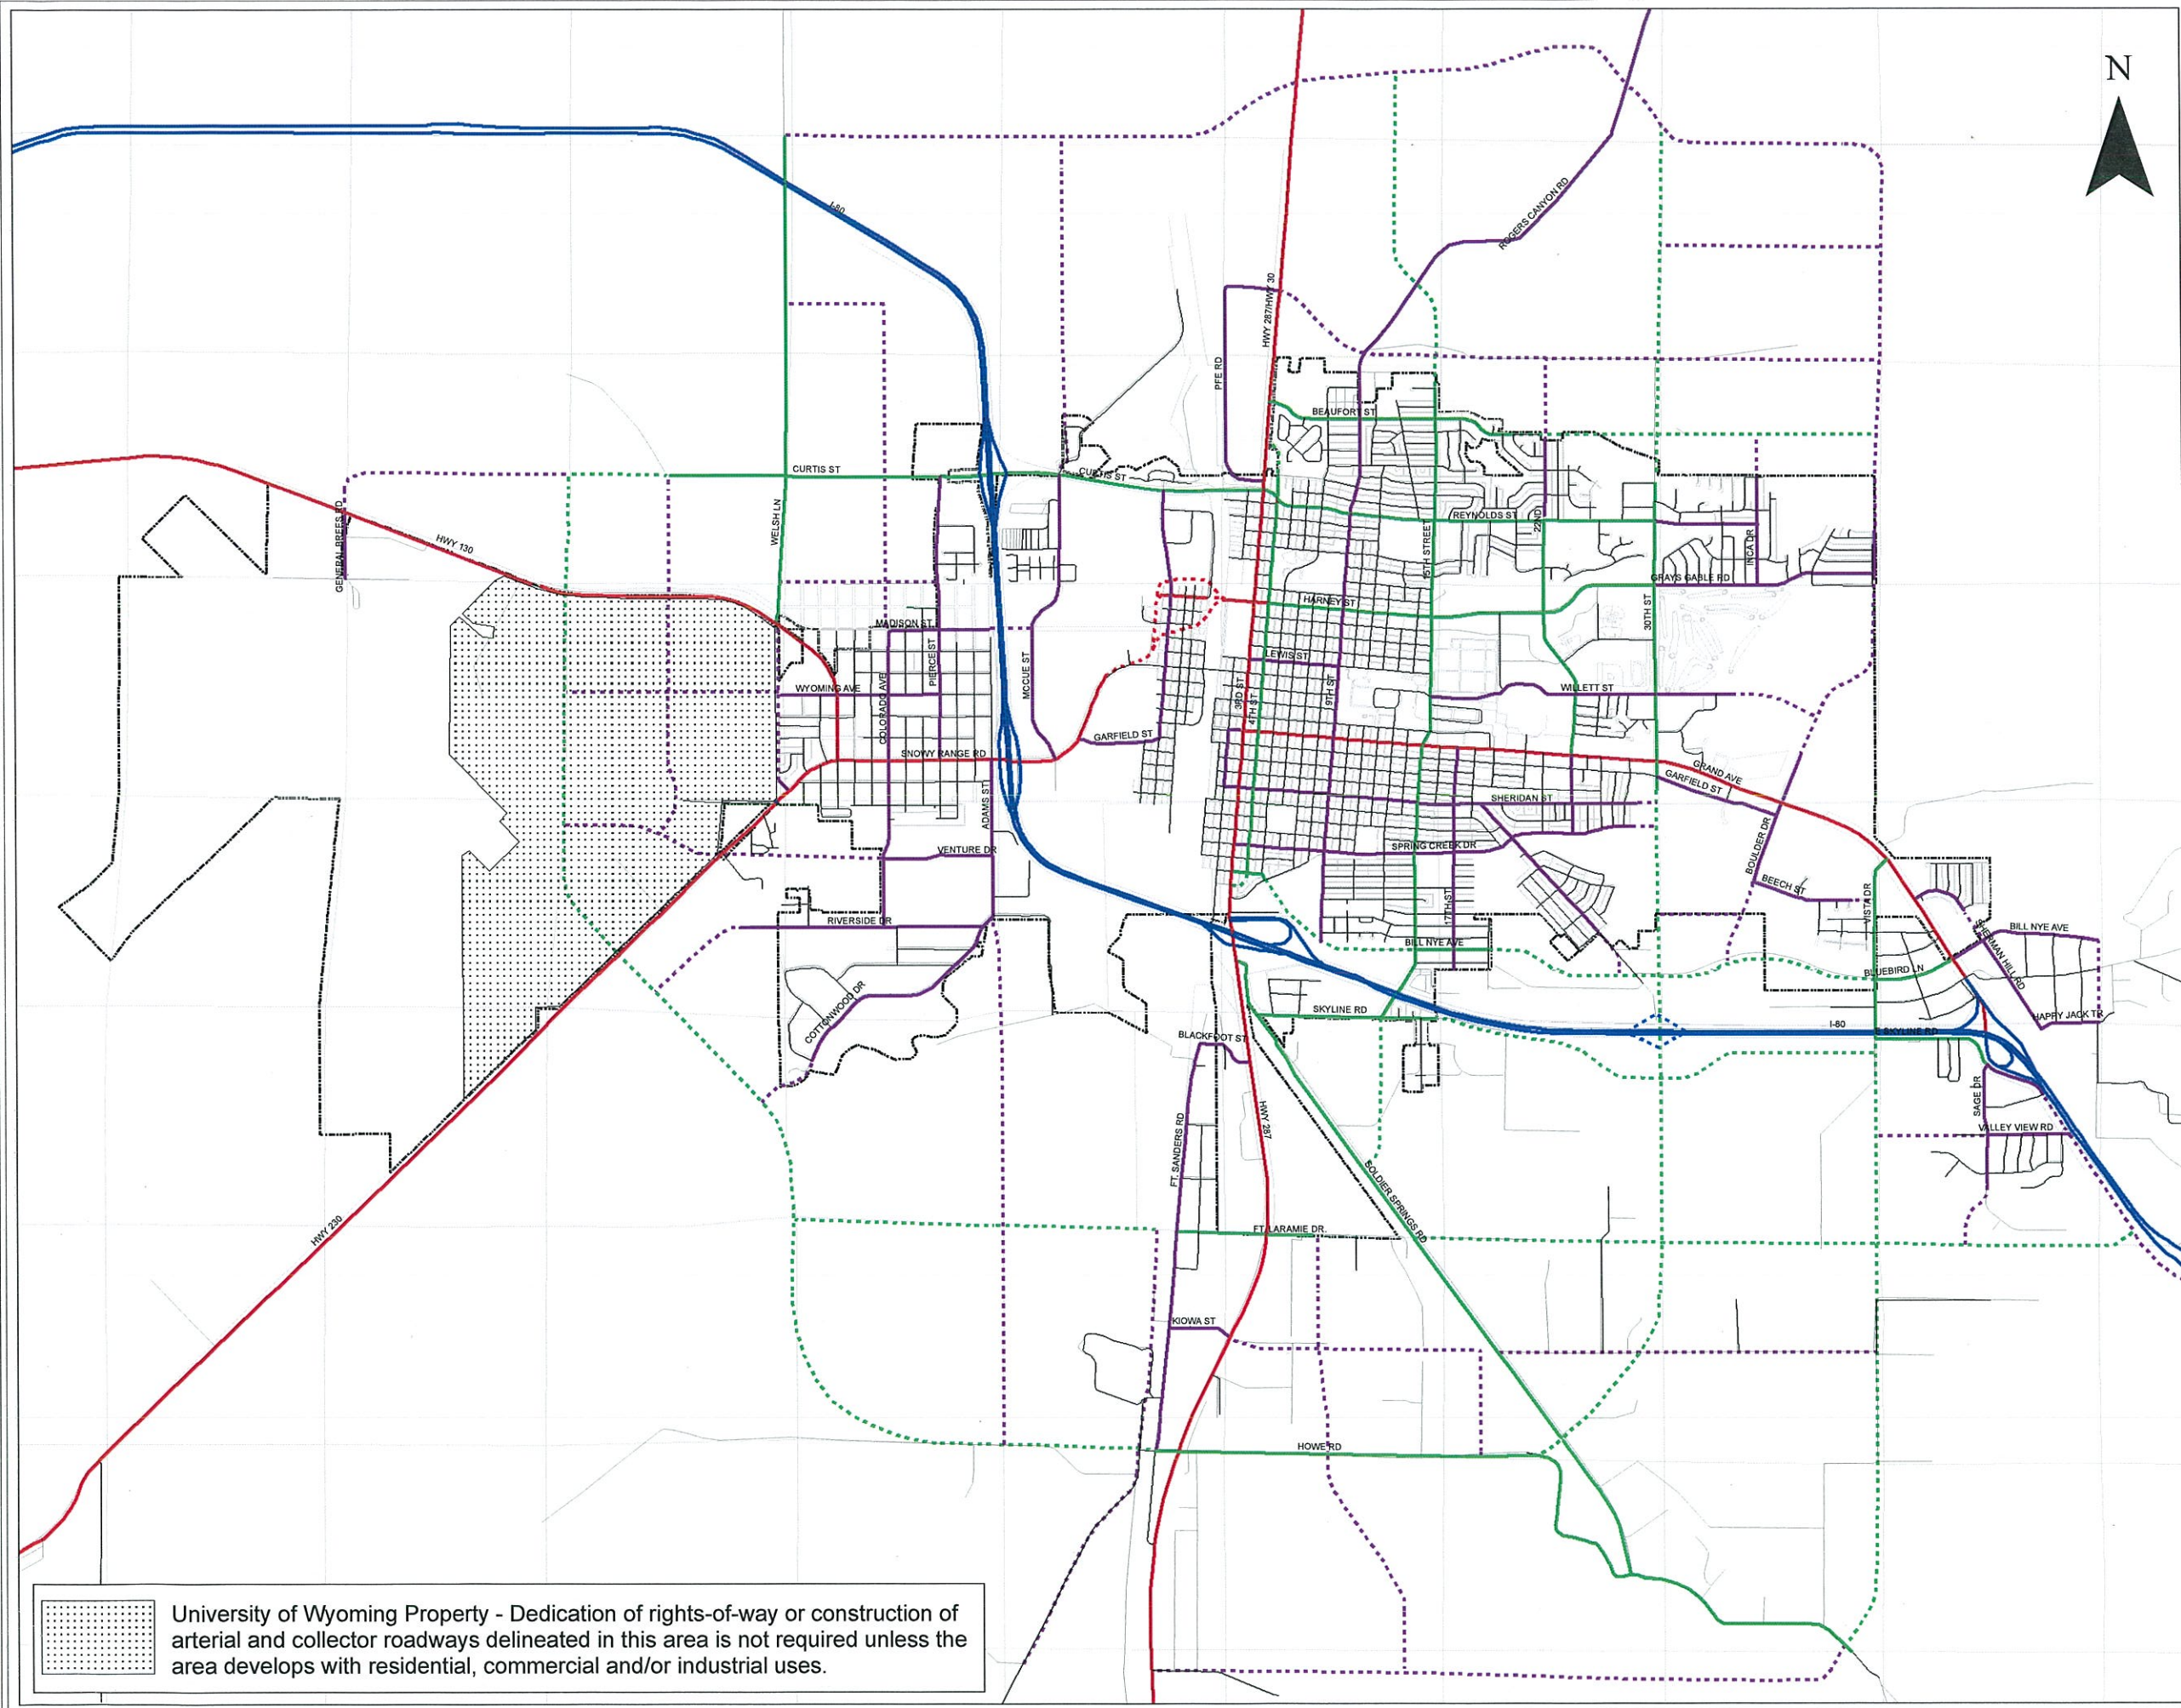 N
I-80
ROGERS CANYON RD
HWY 287/HWY 30
PFE RD
BEAUFORT ST
CURTIS ST
CURTIS ST
WELSH LN
GENERAL BREES RD
HWY 130
REYNOLDS ST
22ND
15TH STREET
INCA DR
GRAYS GABLE RD
HARNEY ST
30TH ST
MADISON ST
PIERCE ST
MCCUE ST
LEWIS ST
WYOMING AVE
COLORADO AVE
3RD ST
4TH ST
9TH ST
WILLETT ST
GARFIELD ST
SNOWY RANGE RD
GRAND AVE
GARFIELD ST
SHERIDAN ST
ADAMS ST
VENTURE DR
SPRING CREEK DR
BOULDER DR
BEECH ST
VISTA DR
17TH ST
RIVERSIDE DR
BILL NYE AVE
BILL NYE AVE
SHERMAN HILL RD
BLUEBIRD LN
COTTONWOOD DR
SKYLINE RD
HAPPY JACK TR
I-80
E SKYLINE RD
BLACKFOOT ST
SAGE DR
HWY 287
FT. SANDERS RD
VALLEY VIEW RD
SOLDIER SPRINGS RD
FT LARAMIE DR.
HWY 230
KIOWA ST
HOWE RD
University of Wyoming Property - Dedication of rights-of-way or construction of
arterial and collector roadways delineated in this area is not required unless the
area develops with residential, commercial and/or industrial uses.